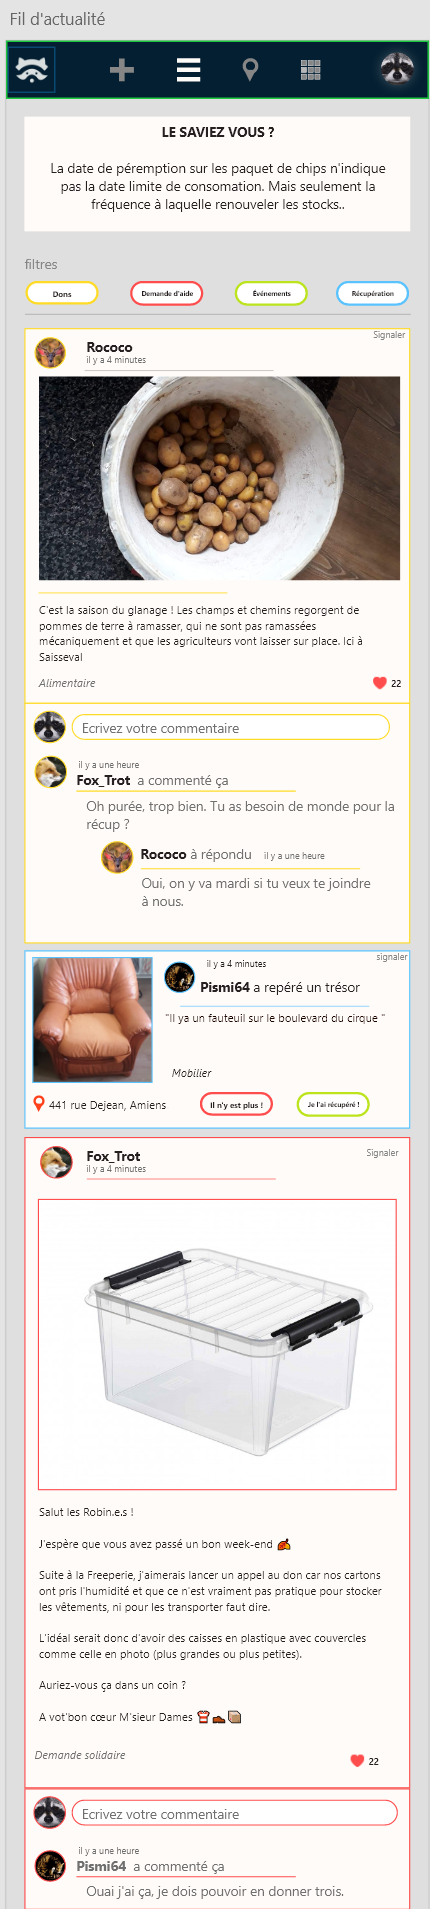 Fil d'actualité
LE SAVIEZ VOUS ?
La date de péremption sur les paquet de chips n'indique
pas la date limite de consomation. Mais seulement la
fréquence à laquelle renouveler les stocks..
filtres
Dons
Demande d'aide
Événements
Récupération
Signaler
Rococo
il y a 4 minutes
C'est la saison du glanage ! Les champs et chemins regorgent de
pommes de terre à ramasser, qui ne sont pas ramassées
mécaniquement et que les agriculteurs vont laisser sur place. Ici à
Saisseval
Alimentaire
22
Ecrivez votre commentaire
il y a une heure
Fox_Trot a commenté ça
Oh purée, trop bien. Tu as besoin de monde pour la
récup ?
Rococo à répondu il y a une heure
Oui, on y va mardi si tu veux te joindre
à nous.
signaler
il y a 4 minutes
Pismi64 a repéré un trésor
"Il ya un fauteuil sur le boulevard du cirque "
Mobilier
441 rue Dejean, Amiens
Il n'y est plus !
Je l'ai récupéré !
Signaler
Fox_Trot
il y a 4 minutes
Salut les Robin.e.s !
J'espère que vous avez passé un bon week-end 🍂
Suite à la Freeperie, j'aimerais lancer un appel au don car nos cartons
ont pris l'humidité et que ce n'est vraiment pas pratique pour stocker
les vêtements, ni pour les transporter faut dire.
L'idéal serait donc d'avoir des caisses en plastique avec couvercles
comme celle en photo (plus grandes ou plus petites).
Auriez-vous ça dans un coin ?
A vot'bon cœur M'sieur Dames
Demande solidaire
22
Ecrivez votre commentaire
il y a une heure
Pismi64 a commenté ça
Ouai j'ai ça, je dois pouvoir en donner trois.